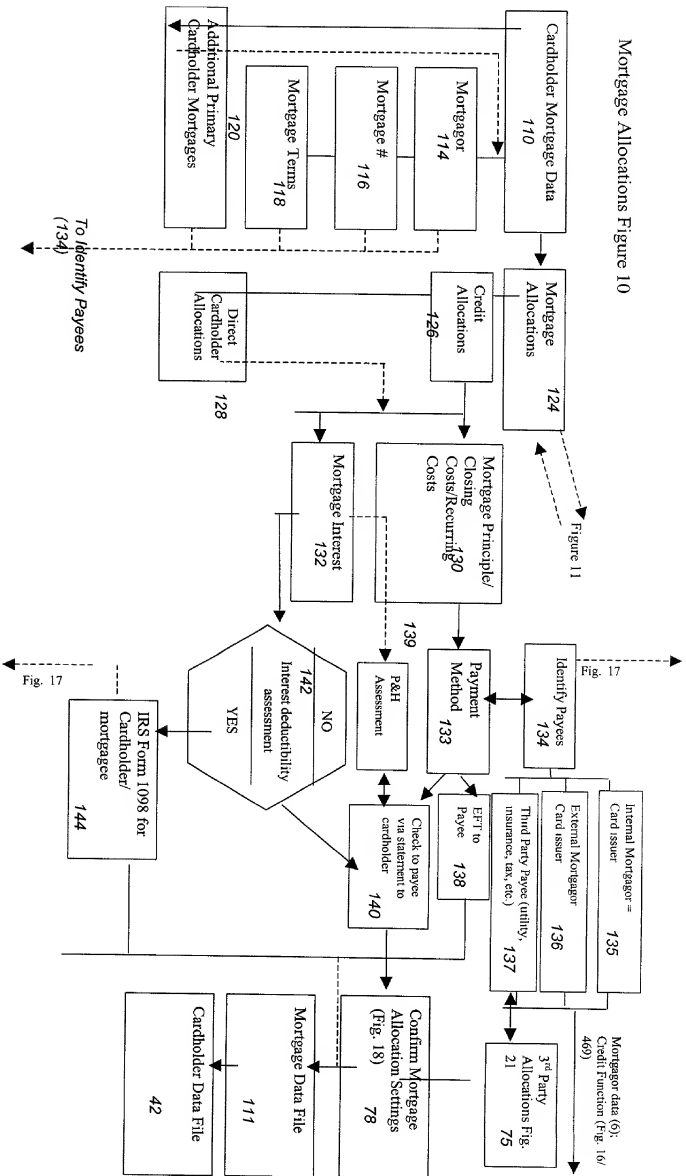 Mortgage Allocations Figure 10
Cardholder Mortgage Data
110
Mortgagor
114
Mortgage #
116
Mortgage Terms
118
120
Additional Primary
Cardholder Mortgages
To Identify Payees
(134)
Mortgage
Allocations
124
Credit
Allocations
126
Direct
Cardholder
Allocations
128
Figure 11
Mortgage Principle/
Closing
Costs/Recurring
Costs
130
Mortgage Interest
132
Fig. 17
Identify Payees
134
Payment
Method
133
139
P&H
Assessment
NO
142
Interest deductibility
assessment
YES
IRS Form 1098 for
Cardholder/
mortgagee
144
Fig. 17
Internal Mortgagor =
Card issuer
135
External Mortgagor
Card issuer
136
Third Party Payee (utility,
insurance, tax, etc.)
137
EFT to
Payee
138
Check to payee
via statement to
cardholder
140
Mortgagor data (6);
Credit Function (Fig. 16/
469)
3rd Party
Allocations Fig.
21
75
Confirm Mortgage
Allocation Settings
(Fig. 18)
78
Mortgage Data File
111
Cardholder Data File
42